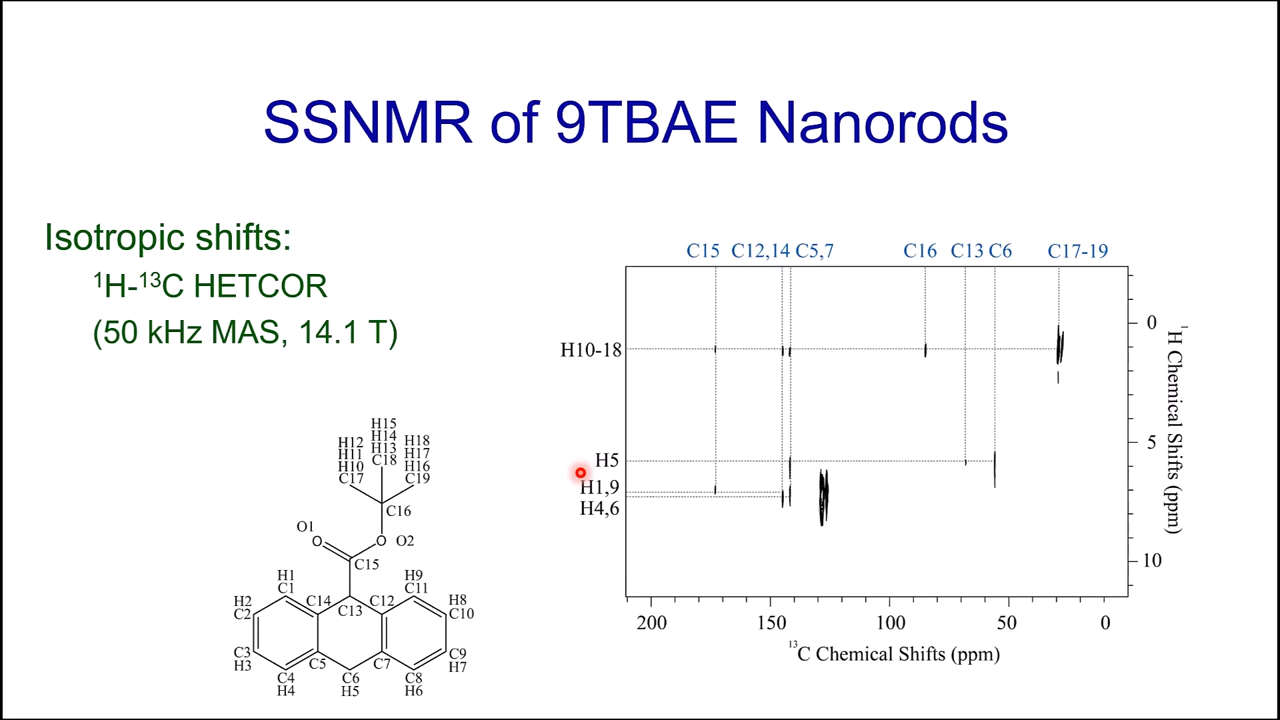 SSNMR of 9TBAE Nanorods
Isotropic shifts:
¹H-¹³C HETCOR
(50 kHz MAS, 14.1 T)
C15 C12,14 C5,7 C16 C13 C6 C17-19
H10-18
H5
H1,9
H4,6
0
5
10
¹H Chemical Shifts (ppm)
200 150 100 50 0
¹³C Chemical Shifts (ppm)
H15
H12 H14 H18
H11 H13 H17
H10 C18 H16
C17 C19
C16
O1
O O O2
C15
H1 H9
C1 C11
H2 C14 C12 H8
C2 C13 C10
C3 C5 C7 C9
H3 H7
C4 C6 C8
H4 H5 H6